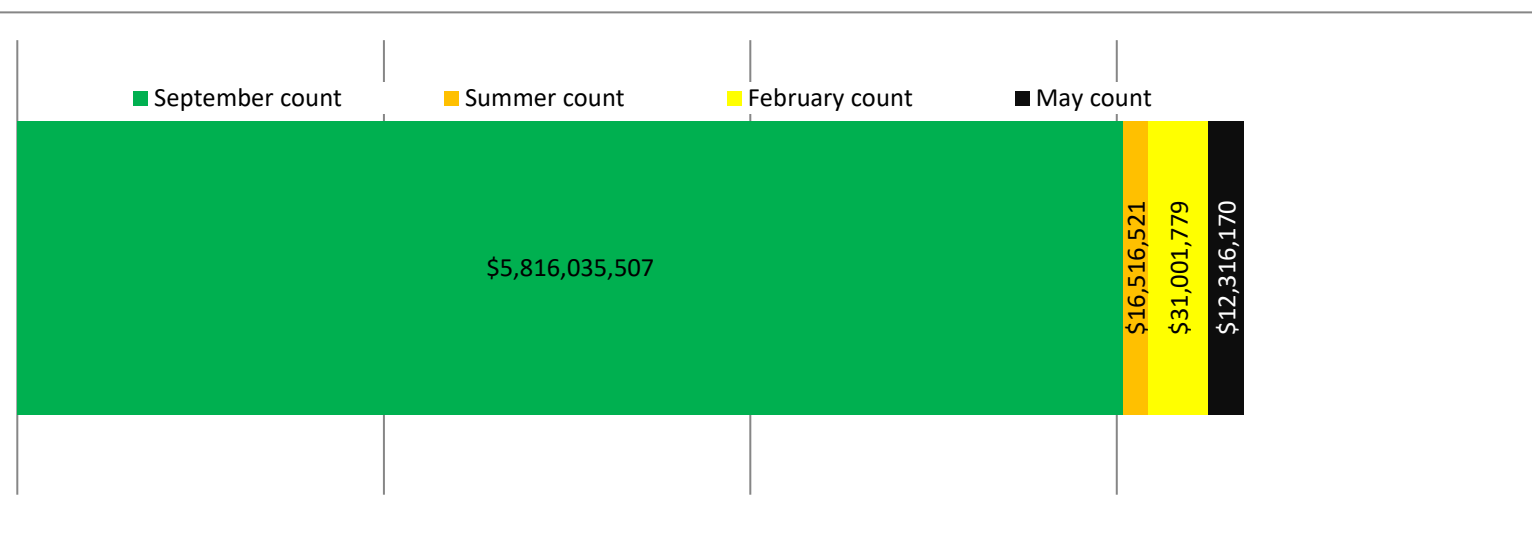 September count
Summer count
February count
May count
$5,816,035,507
$16,516,521
$31,001,779
$12,316,170